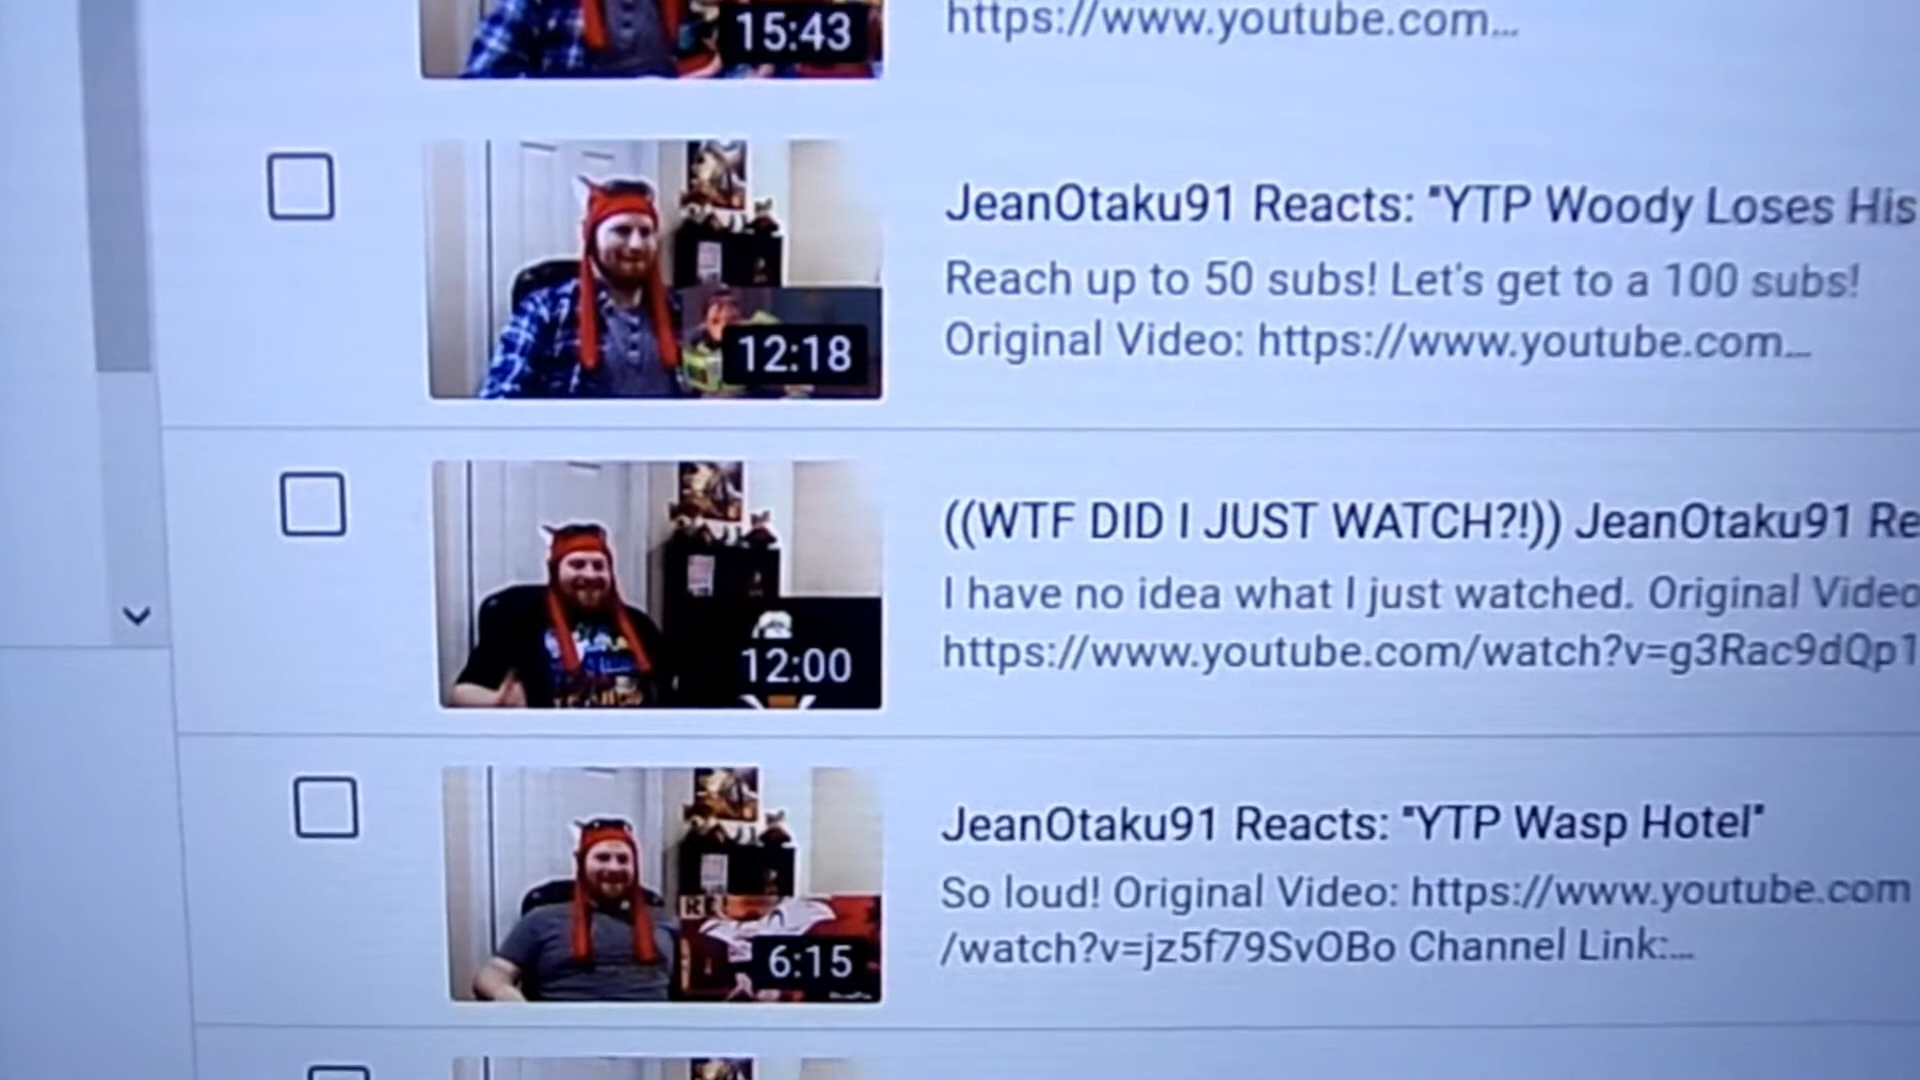 15:43
https://www.youtube.com...
JeanOtaku91 Reacts: "YTP Woody Loses His
Reach up to 50 subs! Let's get to a 100 subs!
Original Video: https://www.youtube.com...
12:18
((WTF DID I JUST WATCH?!)) JeanOtaku91 Re
I have no idea what I just watched. Original Video
https://www.youtube.com/watch?v=g3Rac9dQp1
12:00
JeanOtaku91 Reacts: "YTP Wasp Hotel"
So loud! Original Video: https://www.youtube.com
/watch?v=jz5f79SvOBo Channel Link:...
6:15